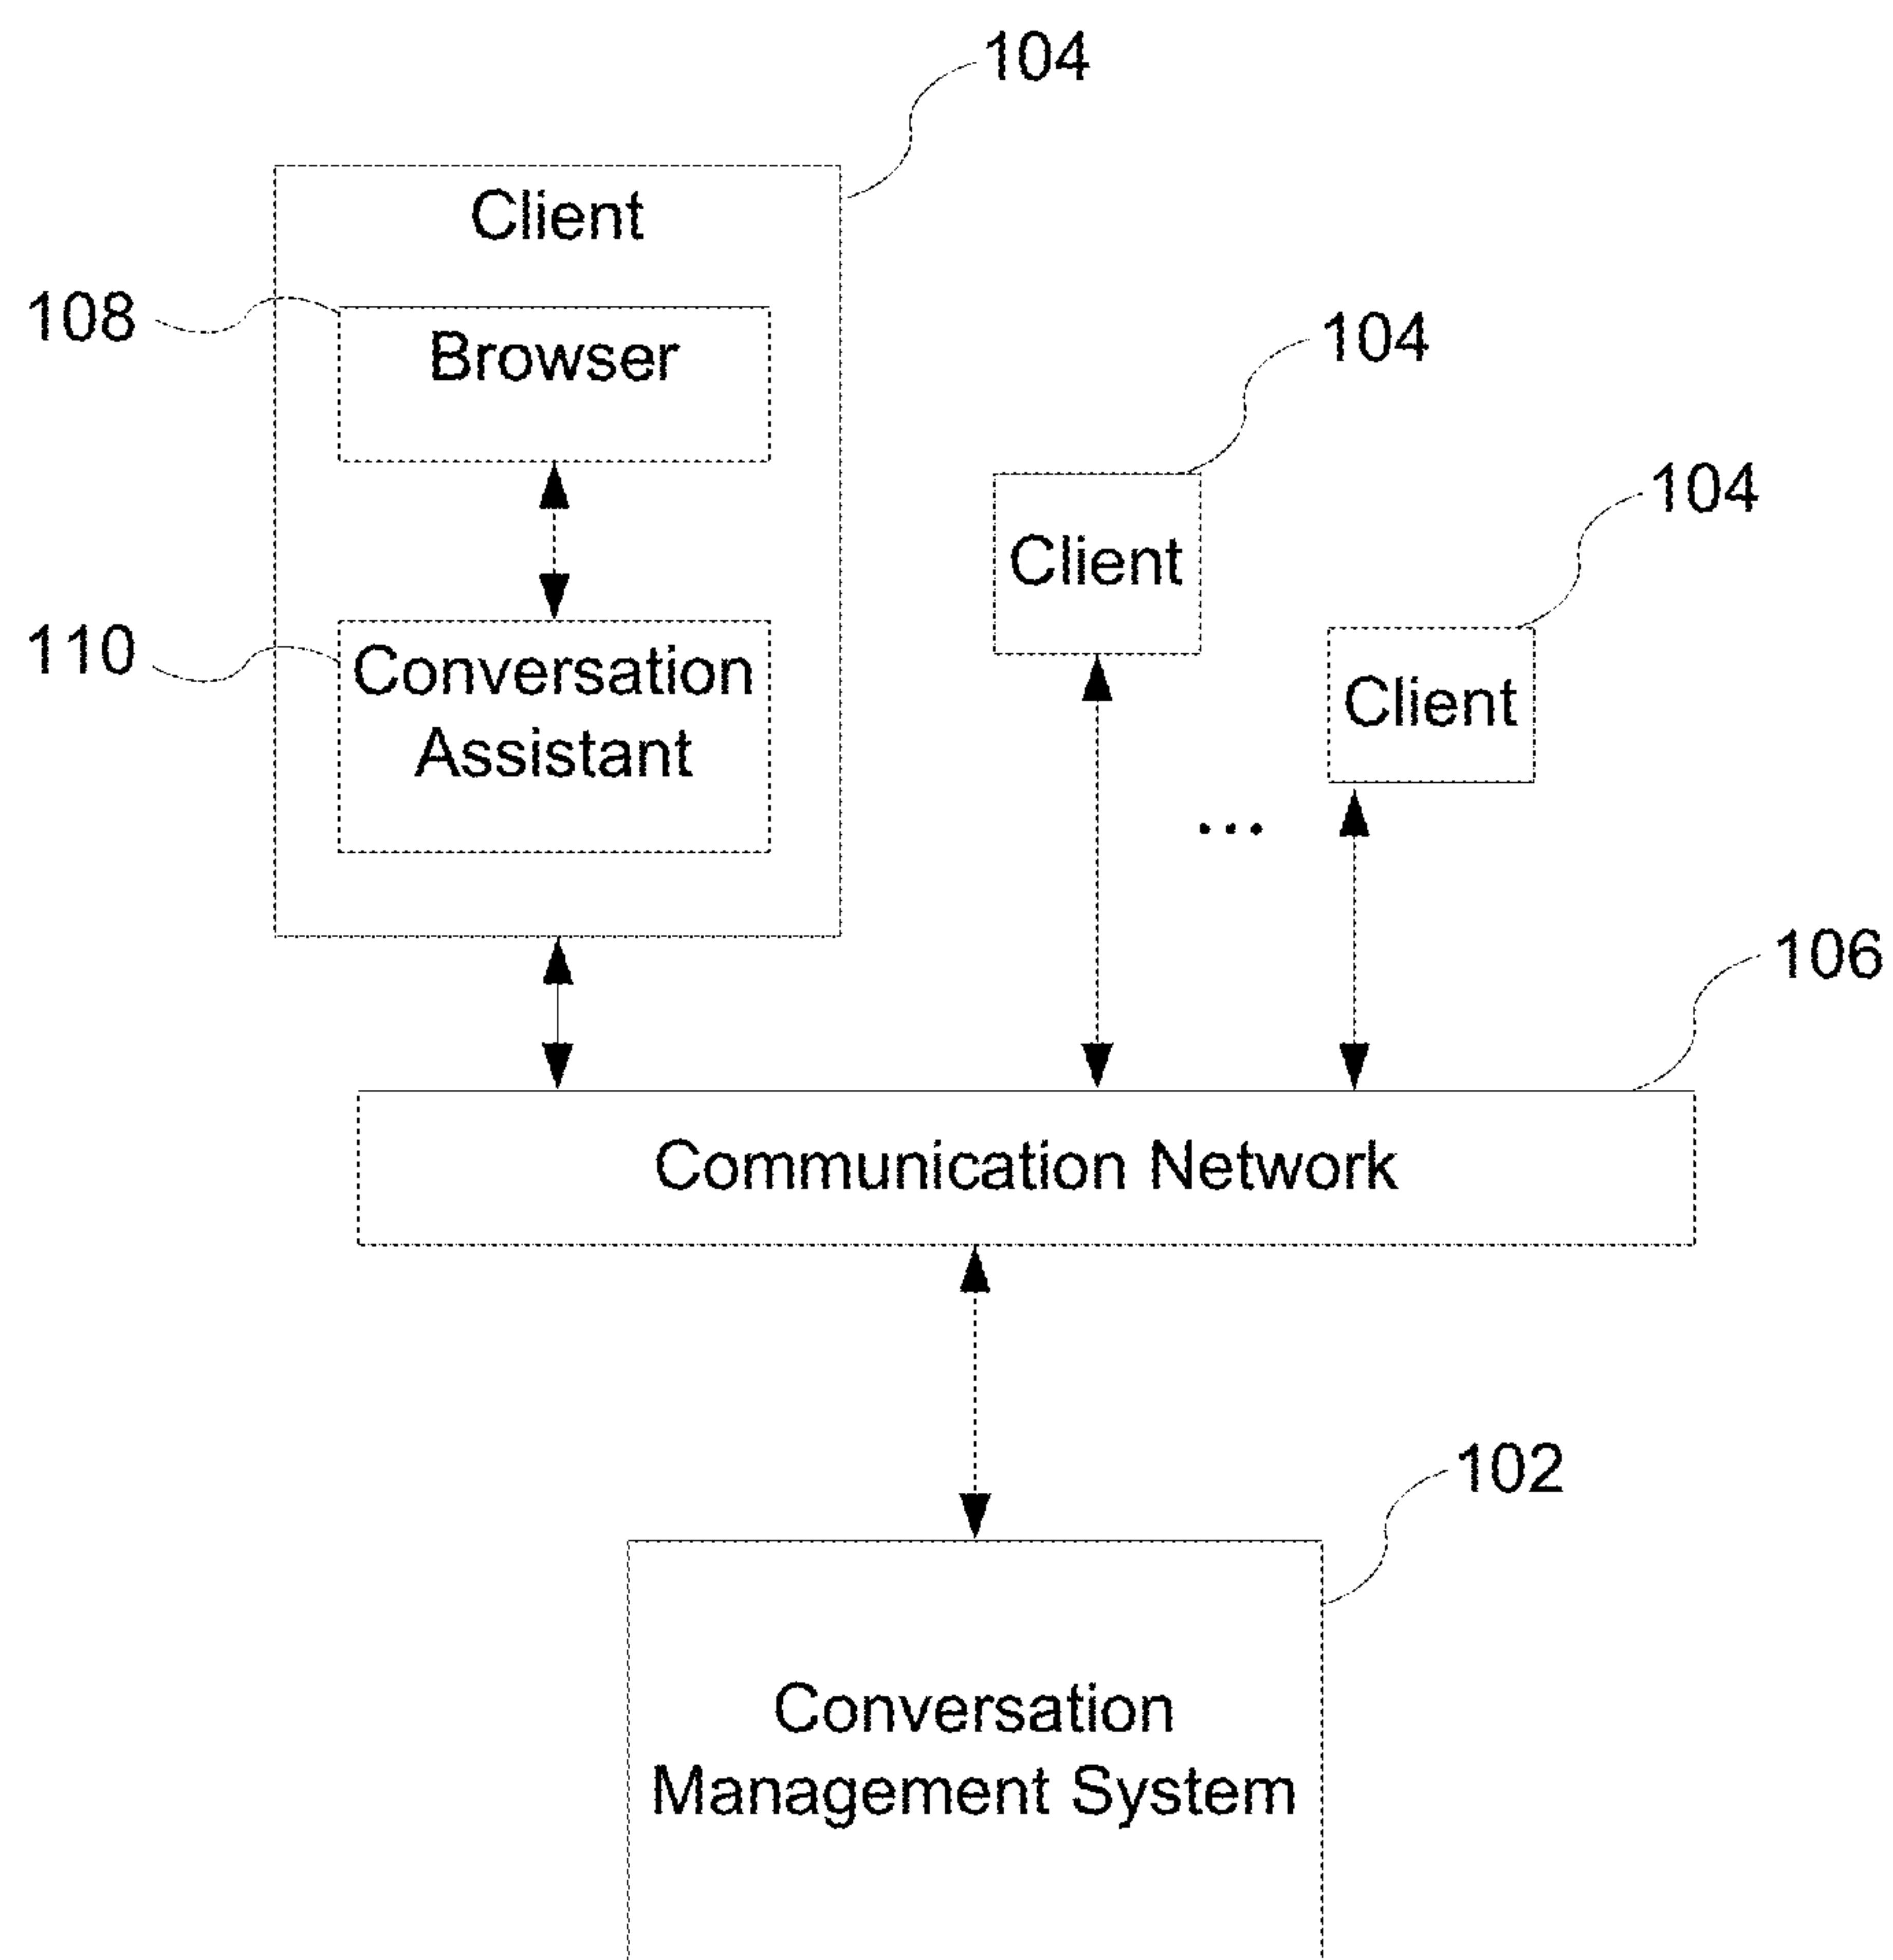 104
Client
108
Browser
104
104
Client
110
Conversation
Assistant
Client
...
106
Communication Network
102
Conversation
Management System